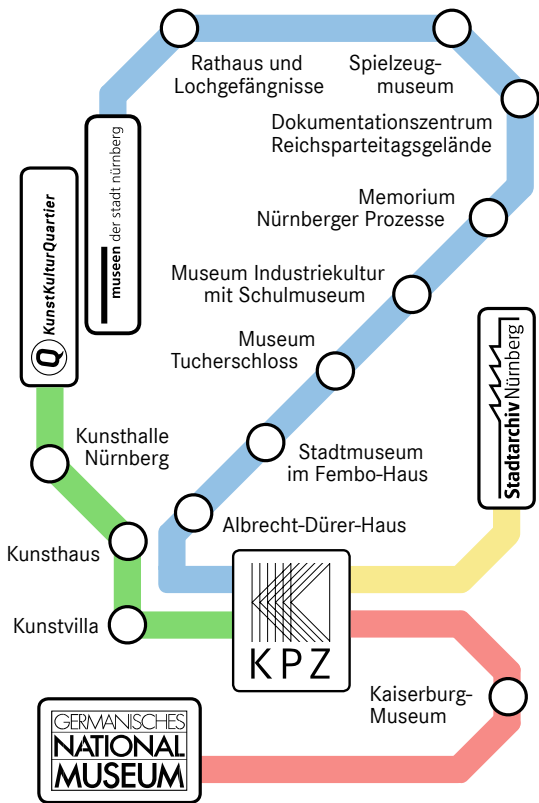 Rathaus und
Lochgefängnisse
Spielzeug-
museum
Dokumentationszentrum
Reichsparteitagsgelände
museen der stadt nürnberg
KunstKulturQuartier
Q
Memorium
Nürnberger Prozesse
Museum Industriekultur
mit Schulmuseum
Museum
Tucherschloss
Stadtarchiv Nürnberg
Kunsthalle
Nürnberg
Stadtmuseum
im Fembo-Haus
Albrecht-Dürer-Haus
Kunsthaus
Kunstvilla
KPZ
Kaiserburg-
Museum
GERMANISCHES
NATIONAL
MUSEUM